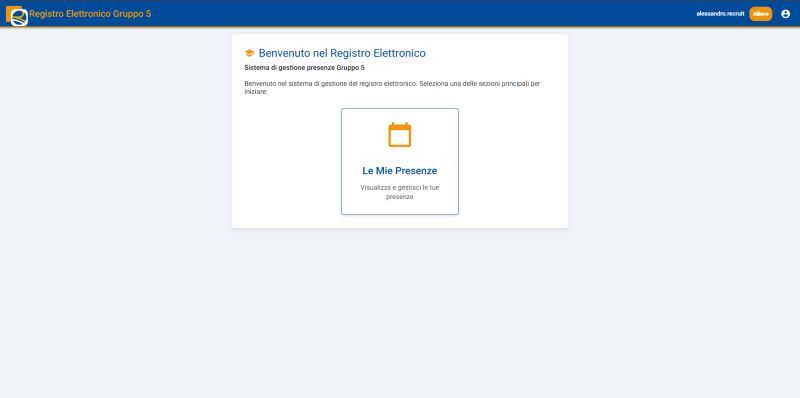 Registro Elettronico Gruppo 5
alessandro.recruit
Allievo
Benvenuto nel Registro Elettronico
Sistema di gestione presenze Gruppo 5
Benvenuto nel sistema di gestione del registro elettronico. Seleziona una delle sezioni principali per
iniziare:
Le Mie Presenze
Visualizza e gestisci le tue
presenze